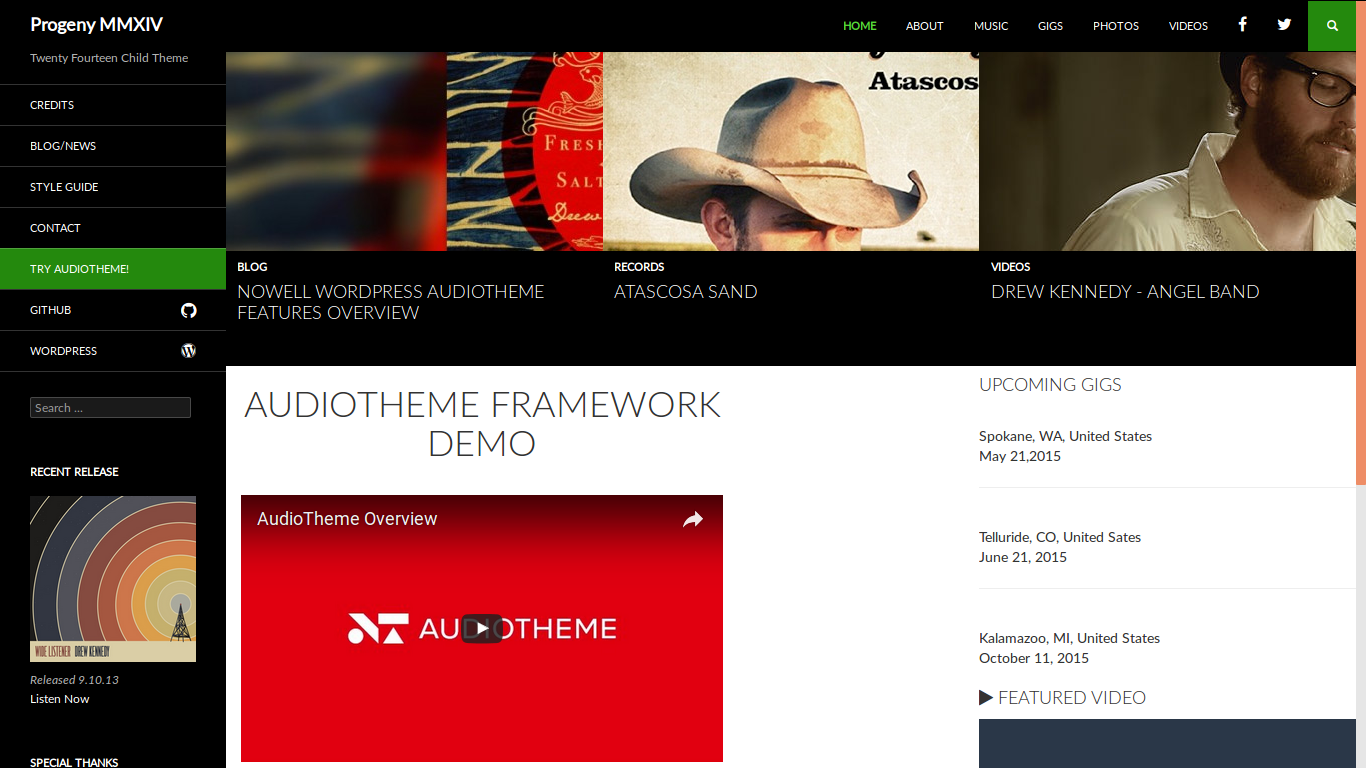 Progeny MMXIV
HOME ABOUT MUSIC GIGS PHOTOS VIDEOS
Twenty Fourteen Child Theme
CREDITS
BLOG/NEWS
STYLE GUIDE
CONTACT
TRY AUDIOTHEME!
GITHUB
WORDPRESS
Search ...
RECENT RELEASE
WIDE LISTENER DREW KENNEDY
Released 9.10.13
Listen Now
SPECIAL THANKS
FRESH
SALT
Drew
BLOG
NOWELL WORDPRESS AUDIOTHEME
FEATURES OVERVIEW
Atascos
RECORDS
ATASCOSA SAND
VIDEOS
DREW KENNEDY - ANGEL BAND
AUDIOTHEME FRAMEWORK
DEMO
AudioTheme Overview
AUDIOTHEME
UPCOMING GIGS
Spokane, WA, United States
May 21,2015
Telluride, CO, United Sates
June 21, 2015
Kalamazoo, MI, United States
October 11, 2015
FEATURED VIDEO